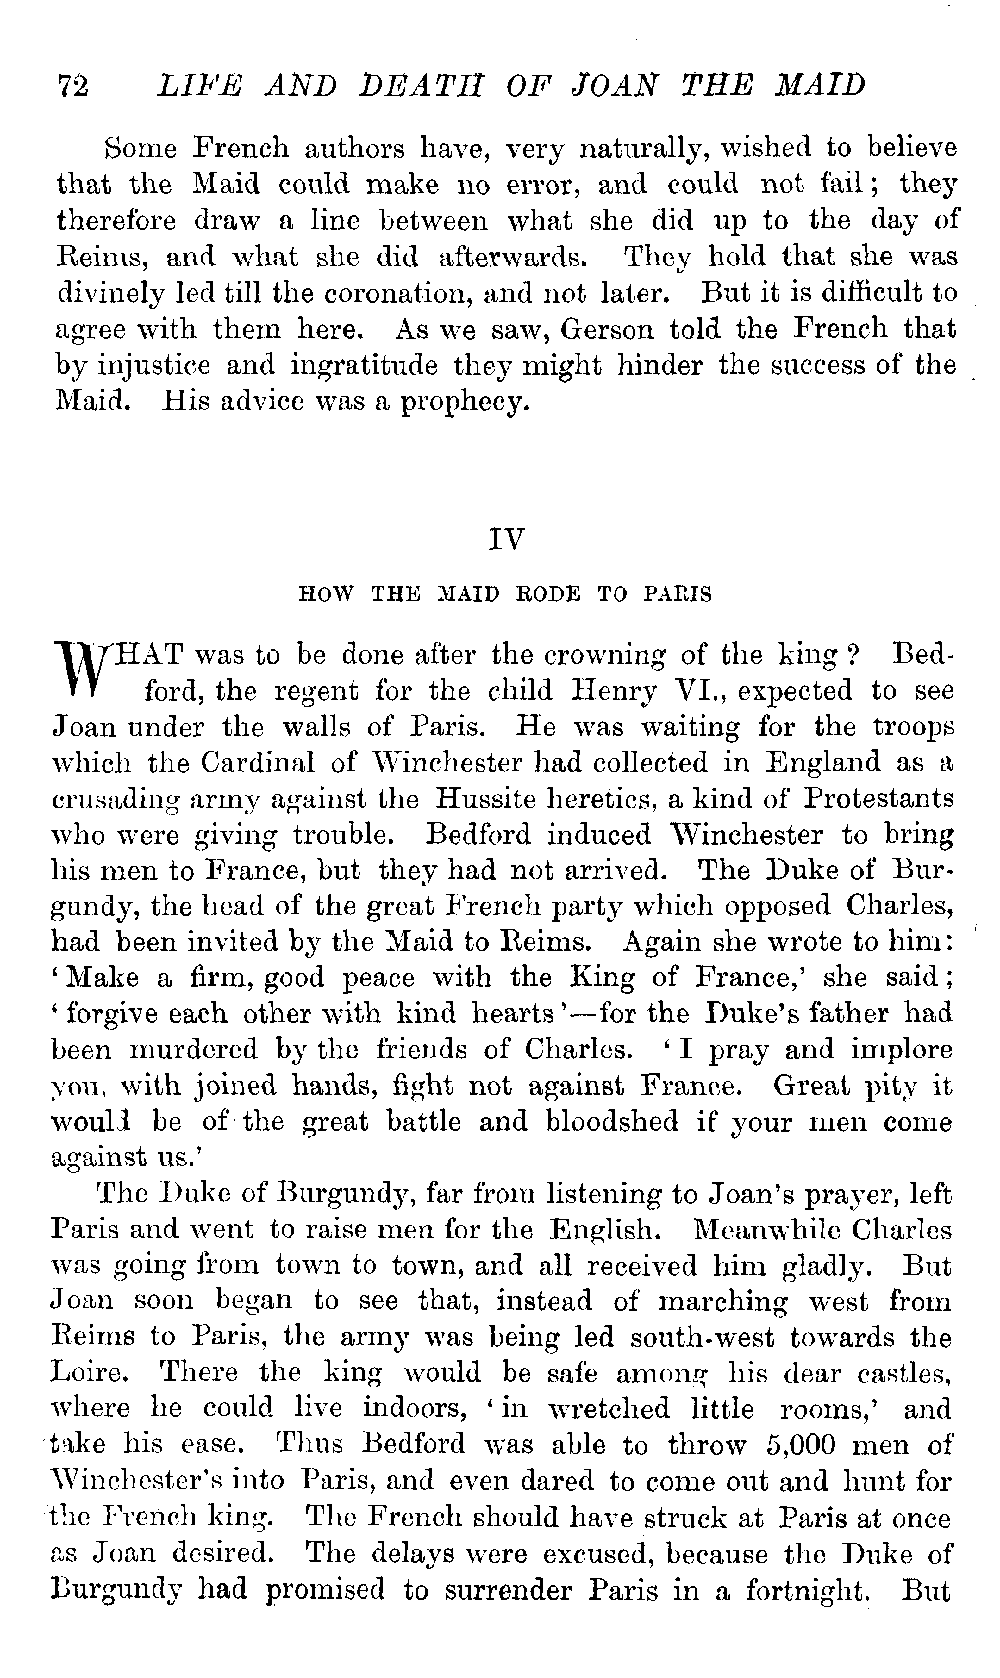 72 LIFE AND DEATH OF JOAN THE MAID
Some French authors have, very naturally, wished to believe
that the Maid could make no error, and could not fail; they
therefore draw a line between what she did up to the day of
Reims, and what she did afterwards. They hold that she was
divinely led till the coronation, and not later. But it is difficult to
agree with them here. As we saw, Gerson told the French that
by injustice and ingratitude they might hinder the success of the
Maid. His advice was a prophecy.
IV
HOW THE MAID RODE TO PARIS
WHAT was to be done after the crowning of the king? Bed-
ford, the regent for the child Henry VI., expected to see
Joan under the walls of Paris. He was waiting for the troops
which the Cardinal of Winchester had collected in England as a
crusading army against the Hussite heretics, a kind of Protestants
who were giving trouble. Bedford induced Winchester to bring
his men to France, but they had not arrived. The Duke of Bur-
gundy, the head of the great French party which opposed Charles,
had been invited by the Maid to Reims. Again she wrote to him:
‘Make a firm, good peace with the King of France,’ she said;
‘forgive each other with kind hearts’—for the Duke's father had
been murdered by the friends of Charles. ‘I pray and implore
you, with joined hands, fight not against France. Great pity it
would be of the great battle and bloodshed if your men come
against us.’
The Duke of Burgundy, far from listening to Joan's prayer, left
Paris and went to raise men for the English. Meanwhile Charles
was going from town to town, and all received him gladly. But
Joan soon began to see that, instead of marching west from
Reims to Paris, the army was being led south-west towards the
Loire. There the king would be safe among his dear castles,
where he could live indoors, ‘in wretched little rooms,’ and
take his ease. Thus Bedford was able to throw 5,000 men of
Winchester's into Paris, and even dared to come out and hunt for
the French king. The French should have struck at Paris at once
as Joan desired. The delays were excused, because the Duke of
Burgundy had promised to surrender Paris in a fortnight. But